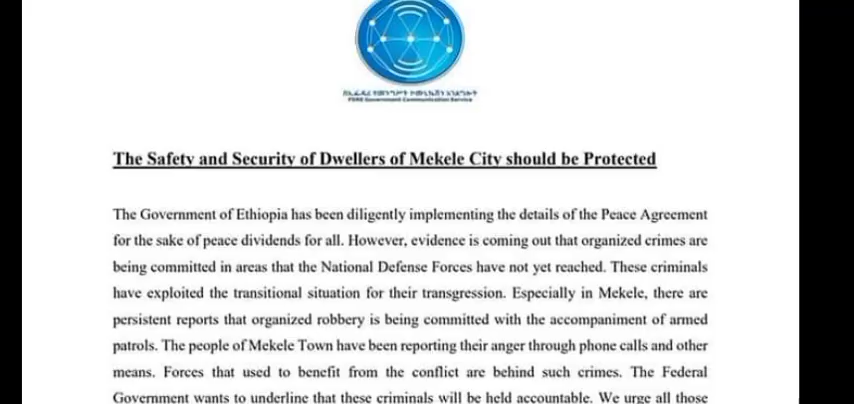 FDRE Government Communication Service
The Safety and Security of Dwellers of Mekele City should be Protected
The Government of Ethiopia has been diligently implementing the details of the Peace Agreement
for the sake of peace dividends for all. However, evidence is coming out that organized crimes are
being committed in areas that the National Defense Forces have not yet reached. These criminals
have exploited the transitional situation for their transgression. Especially in Mekele, there are
persistent reports that organized robbery is being committed with the accompaniment of armed
patrols. The people of Mekele Town have been reporting their anger through phone calls and other
means. Forces that used to benefit from the conflict are behind such crimes. The Federal
Government wants to underline that these criminals will be held accountable. We urge all those